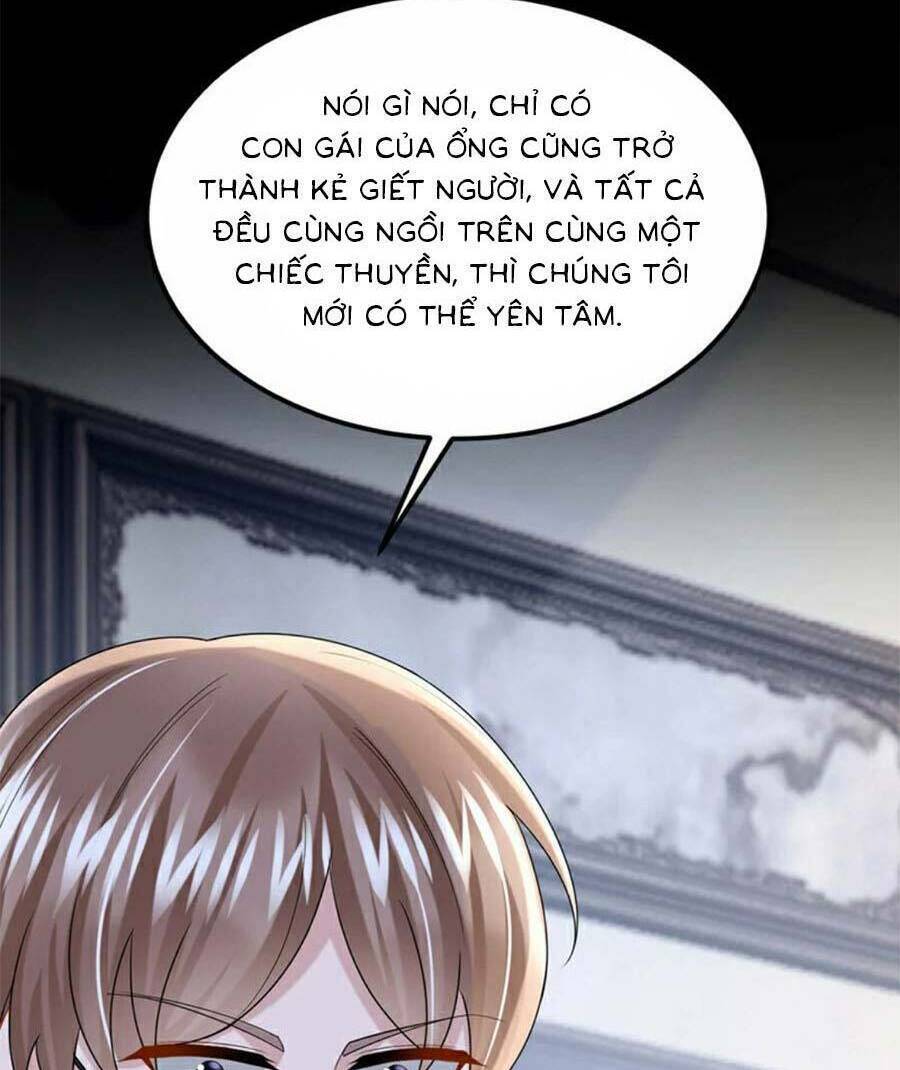 NÓI GÌ NÓI, CHỈ CÓ
CON GÁI CỦA ỔNG CŨNG TRỞ
THÀNH KẺ GIẾT NGƯỜI, VÀ TẤT CẢ
ĐỀU CÙNG NGỒI TRÊN CÙNG MỘT
CHIẾC THUYỀN, THÌ CHÚNG TÔI
MỚI CÓ THỂ YÊN TÂM.